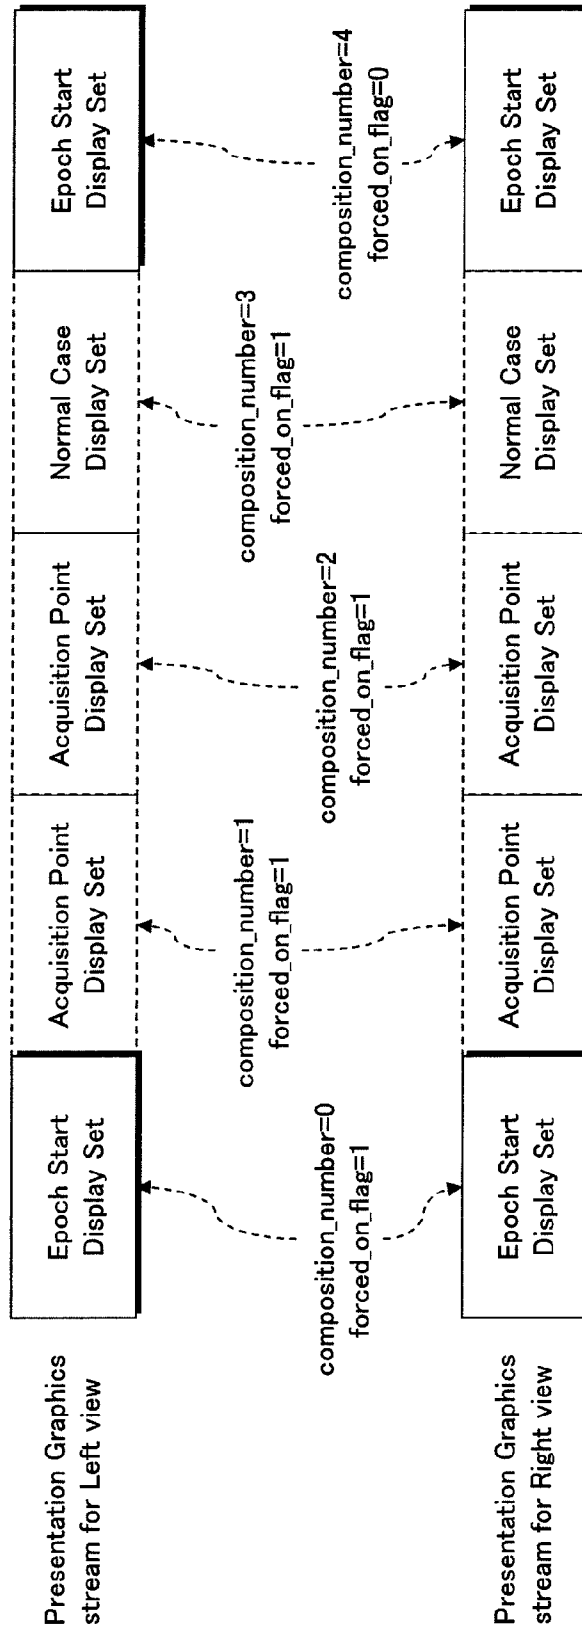 Presentation Graphics
stream for Left view
Epoch Start
Display Set
Acquisition Point
Display Set
Acquisition Point
Display Set
Normal Case
Display Set
Epoch Start
Display Set
composition_number=0
forced_on_flag=1
composition_number=1
forced_on_flag=1
composition_number=2
forced_on_flag=1
composition_number=3
forced_on_flag=1
composition_number=4
forced_on_flag=0
Presentation Graphics
stream for Right view
Epoch Start
Display Set
Acquisition Point
Display Set
Acquisition Point
Display Set
Normal Case
Display Set
Epoch Start
Display Set